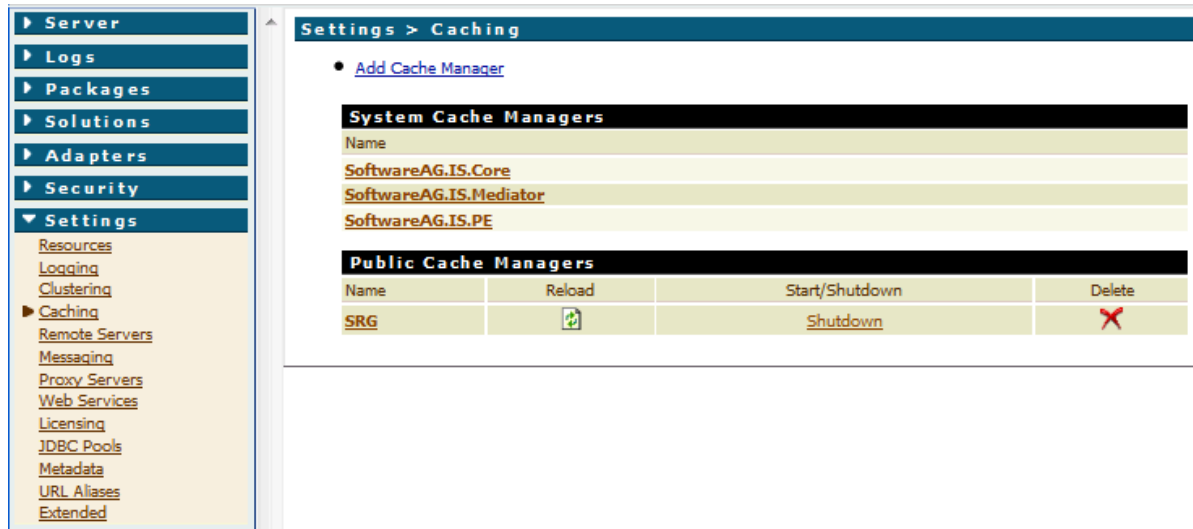 Server
Logs
Packages
Solutions
Adapters
Security
Settings
Resources
Logging
Clustering
Caching
Remote Servers
Messaging
Proxy Servers
Web Services
Licensing
JDBC Pools
Metadata
URL Aliases
Extended
Settings > Caching
Add Cache Manager
System Cache Managers
Name
SoftwareAG.IS.Core
SoftwareAG.IS.Mediator
SoftwareAG.IS.PE
Public Cache Managers
Name Reload Start/Shutdown Delete
SRG Shutdown